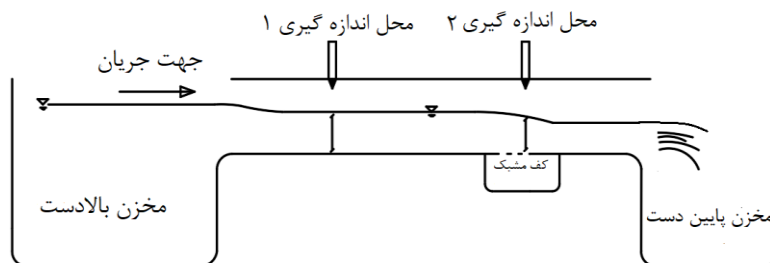 محل اندازه گیری ۲
محل اندازه گیری ۱
جهت جریان
کف مشبک
مخزن بالادست
مخزن پایین دست